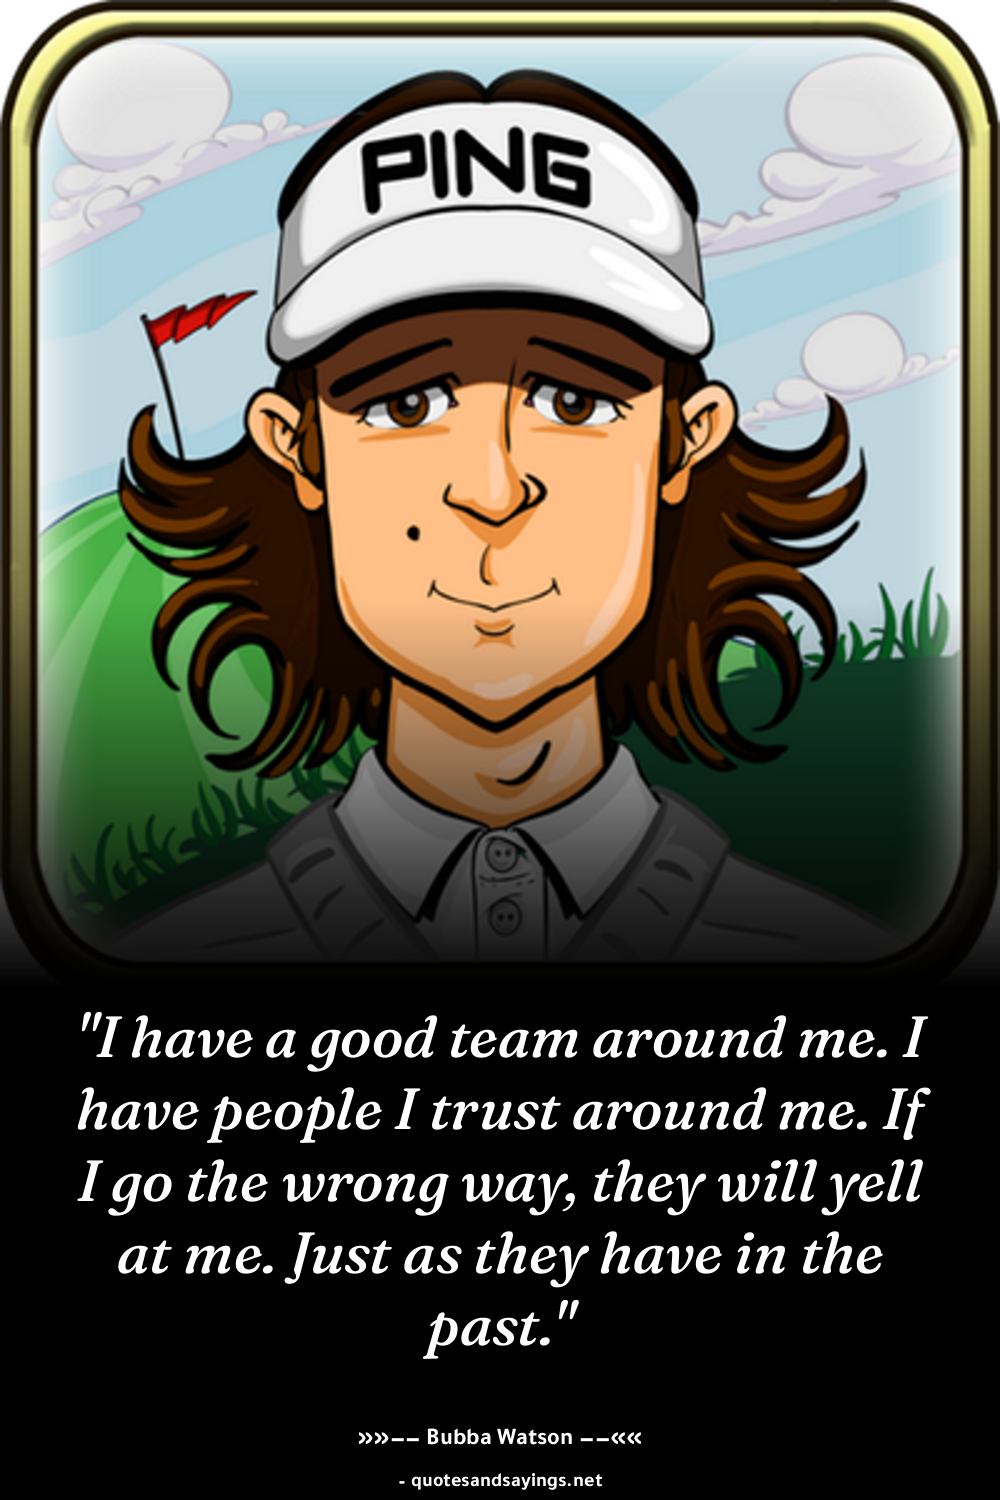 PING
"I have a good team around me. I
have people I trust around me. If
I go the wrong way, they will yell
at me. Just as they have in the
past."
»»–– Bubba Watson ––««
- quotesandsayings.net